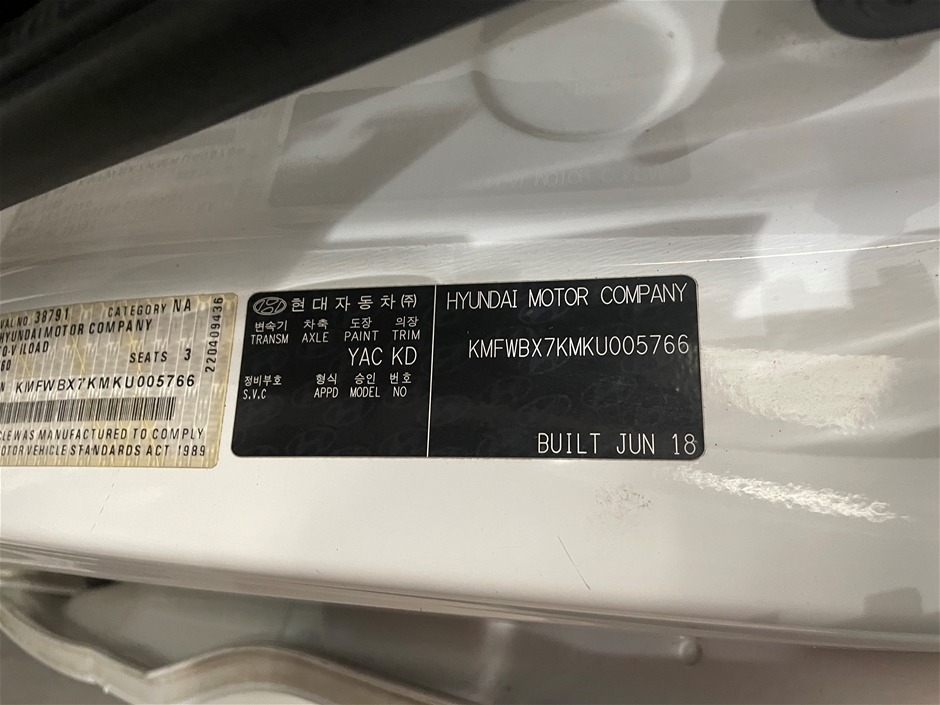 VAL NO 38791 CATEGORY NA
HYUNDAI MOTOR COMPANY
ILOAD
60 SEATS 3
KMFWBX7KMKU005766
WAS MANUFACTURED TO COMPLY
MOTOR VEHICLE STANDARDS ACT 1989
220409436
현대자동차(주)
변속기 차축 도장 의장
TRANSM AXLE PAINT TRIM
YAC KD
정비부호 형식 승인 번호
S.V.C APPD MODEL NO
HYUNDAI MOTOR COMPANY
KMFWBX7KMKU005766
BUILT JUN 18